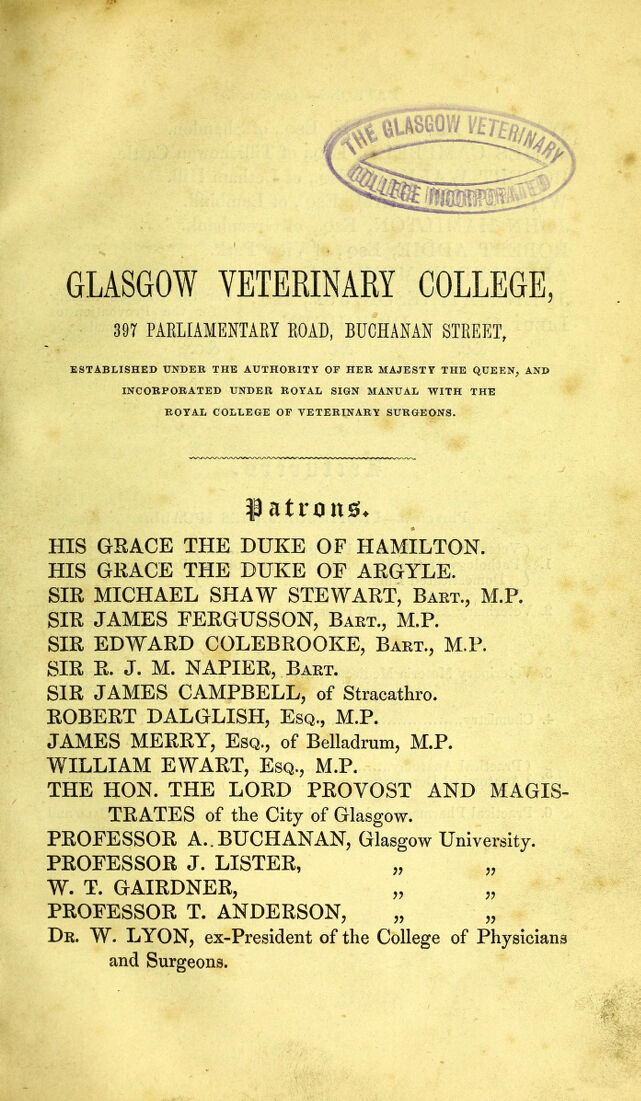 THE GLASGOW VETERINARY
COLLEGE INCORPORATED
GLASGOW VETERINARY COLLEGE,
397 PARLIAMENTARY ROAD, BUCHANAN STREET,
ESTABLISHED UNDER THE AUTHORITY OF HER MAJESTY THE QUEEN, AND
INCORPORATED UNDER ROYAL SIGN MANUAL WITH THE
ROYAL COLLEGE OF VETERINARY SURGEONS.
Patrons.
HIS GRACE THE DUKE OF HAMILTON.
HIS GRACE THE DUKE OF ARGYLE.
SIR MICHAEL SHAW STEWART, BART., M.P.
SIR JAMES FERGUSSON, BART., M.P.
SIR EDWARD COLEBROOKE, BART., M.P.
SIR R. J. M. NAPIER, BART.
SIR JAMES CAMPBELL, of Stracathro.
ROBERT DALGLISH, ESQ., M.P.
JAMES MERRY, ESQ., of Belladrum, M.P.
WILLIAM EWART, ESQ., M.P.
THE HON. THE LORD PROVOST AND MAGIS-
TRATES of the City of Glasgow.
PROFESSOR A. BUCHANAN, Glasgow University.
PROFESSOR J. LISTER, „ „
W. T. GAIRDNER, „ „
PROFESSOR T. ANDERSON, „ „
DR. W. LYON, ex-President of the College of Physicians
and Surgeons.